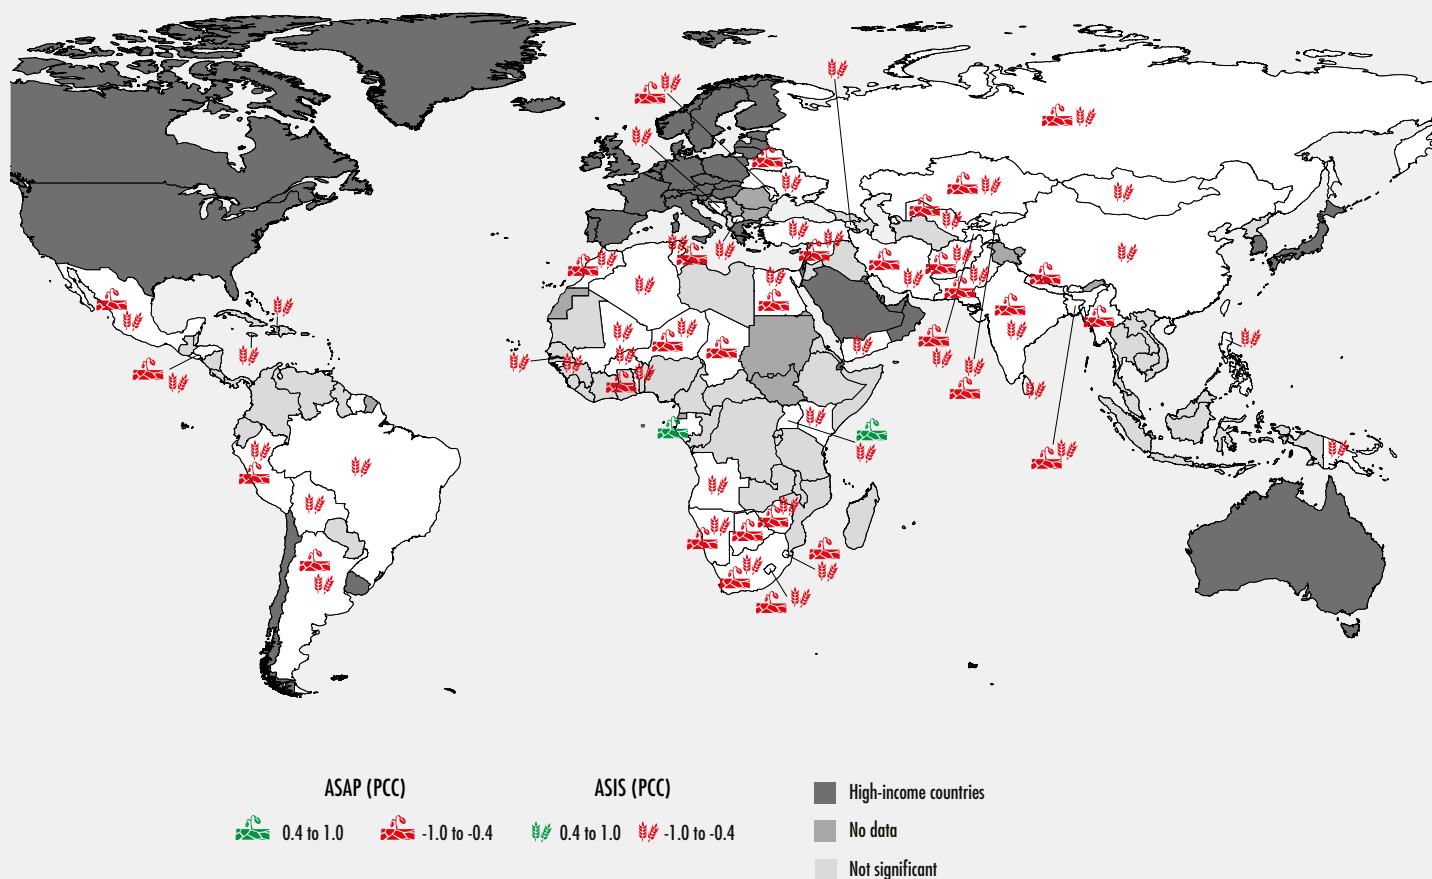 ASAP (PCC) ASIS (PCC)
High-income countries
0.4 to 1.0 -1.0 to -0.4 0.4 to 1.0 -1.0 to -0.4 No data
Not significant